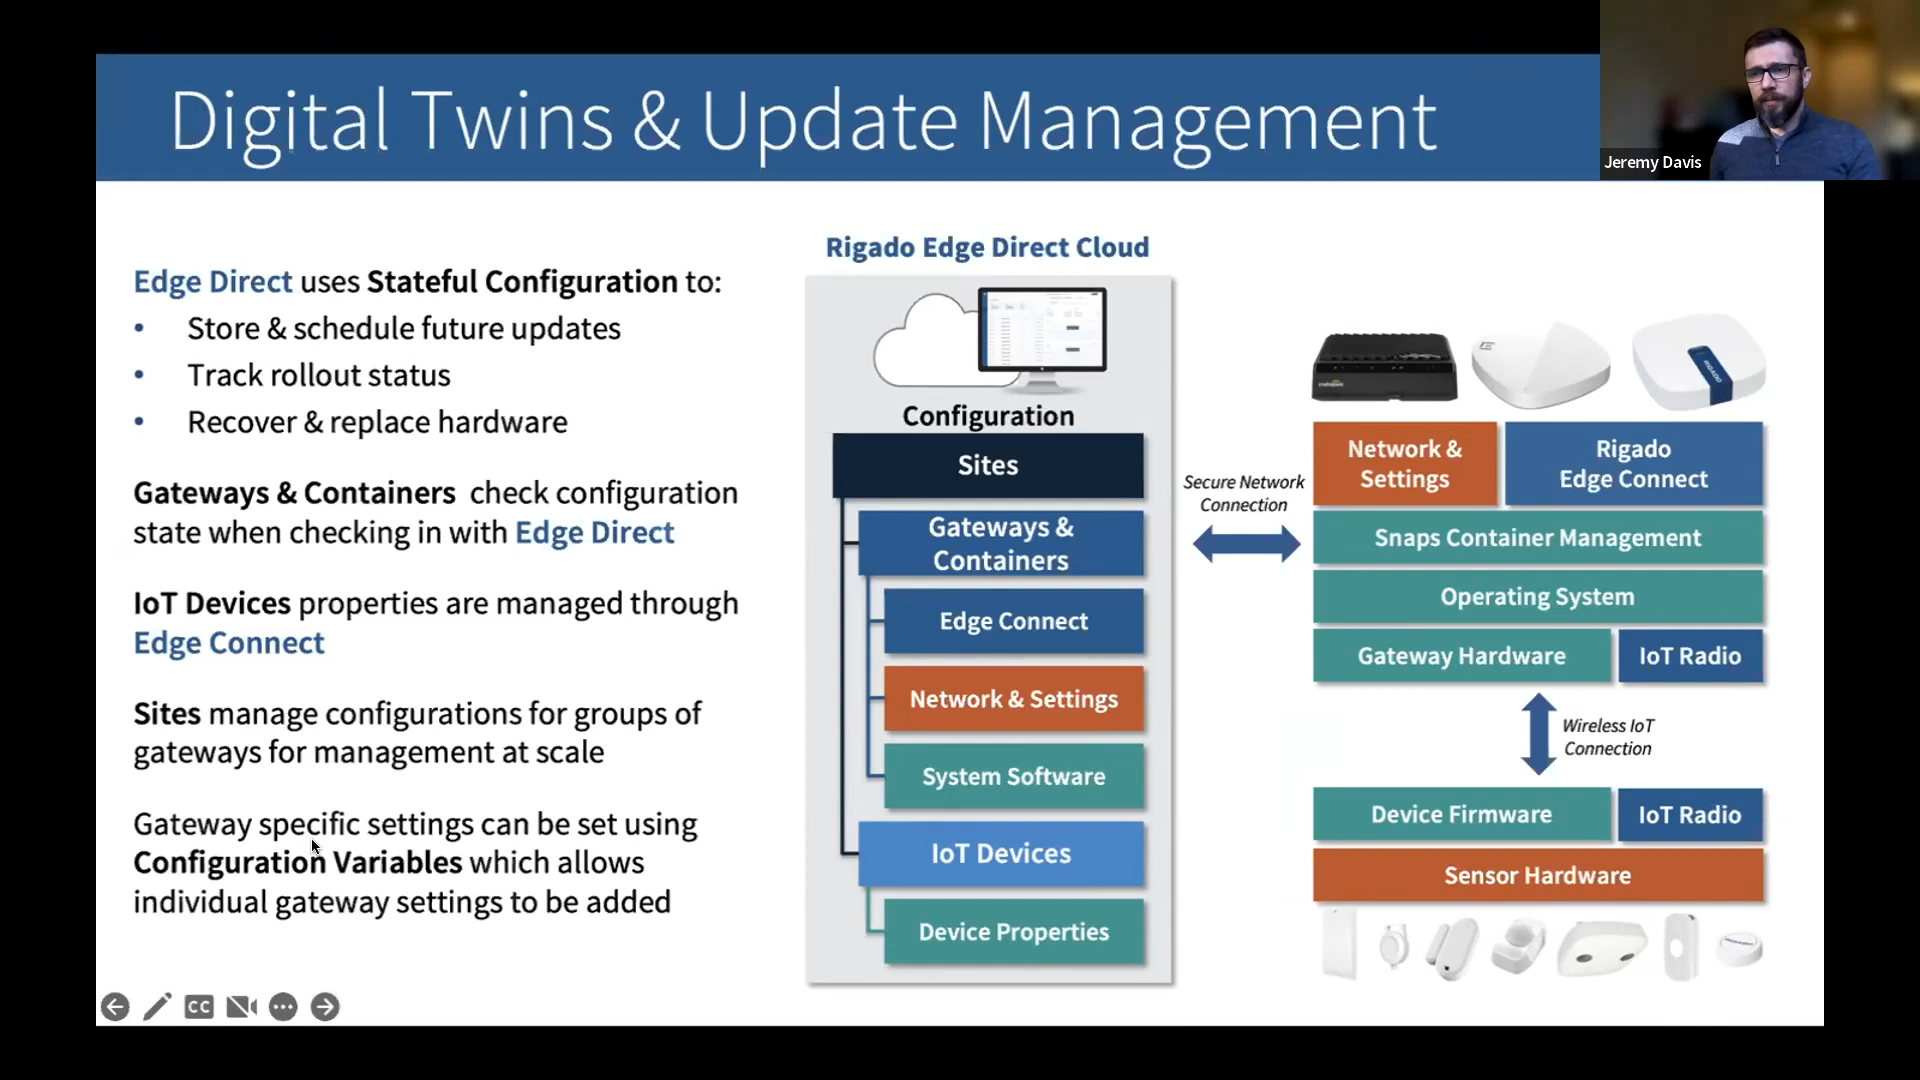 Digital Twins & Update Management
Jeremy Davis
Edge Direct uses Stateful Configuration to:
• Store & schedule future updates
• Track rollout status
• Recover & replace hardware
Gateways & Containers check configuration
state when checking in with Edge Direct
IoT Devices properties are managed through
Edge Connect
Sites manage configurations for groups of
gateways for management at scale
Gateway specific settings can be set using
Configuration Variables which allows
individual gateway settings to be added
Rigado Edge Direct Cloud
Configuration
Sites
Gateways &
Containers
Edge Connect
Network & Settings
System Software
IoT Devices
Device Properties
Secure Network
Connection
Network &
Settings
Rigado
Edge Connect
Snaps Container Management
Operating System
Gateway Hardware
IoT Radio
Wireless IoT
Connection
Device Firmware
IoT Radio
Sensor Hardware
CC